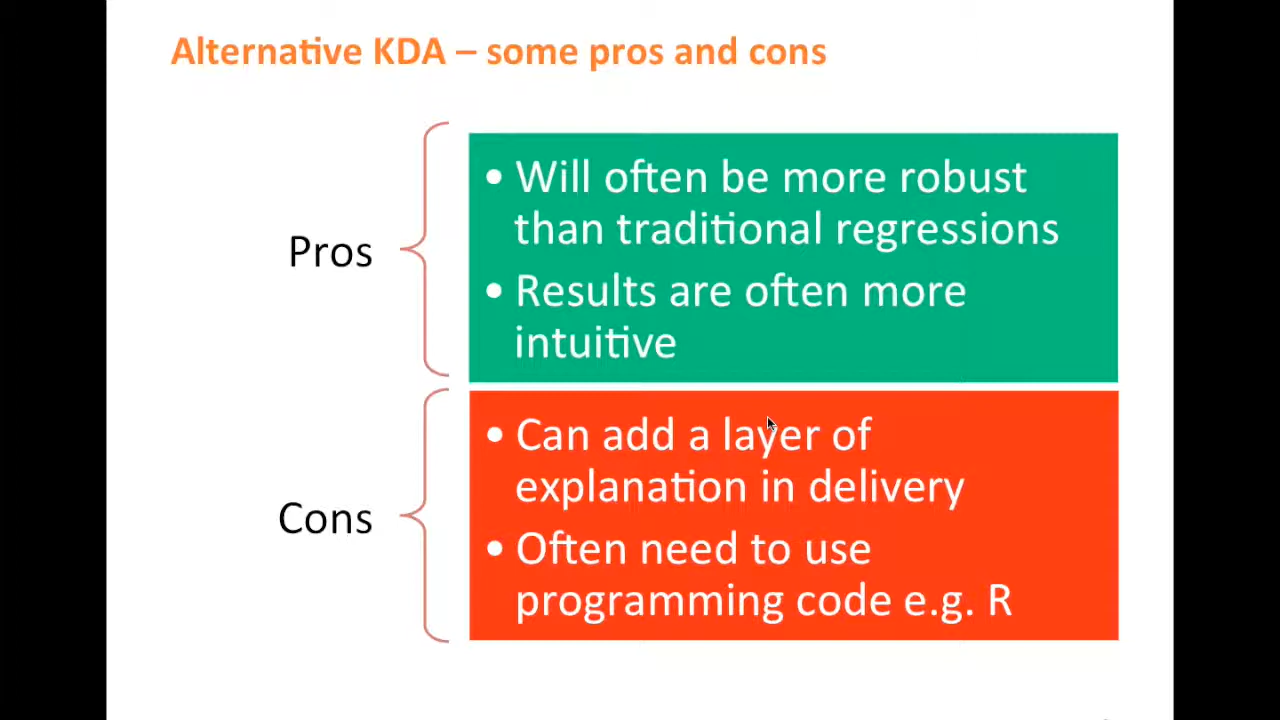 Alternative KDA – some pros and cons
Pros
• Will often be more robust
than traditional regressions
• Results are often more
intuitive
Cons
• Can add a layer of
explanation in delivery
• Often need to use
programming code e.g. R